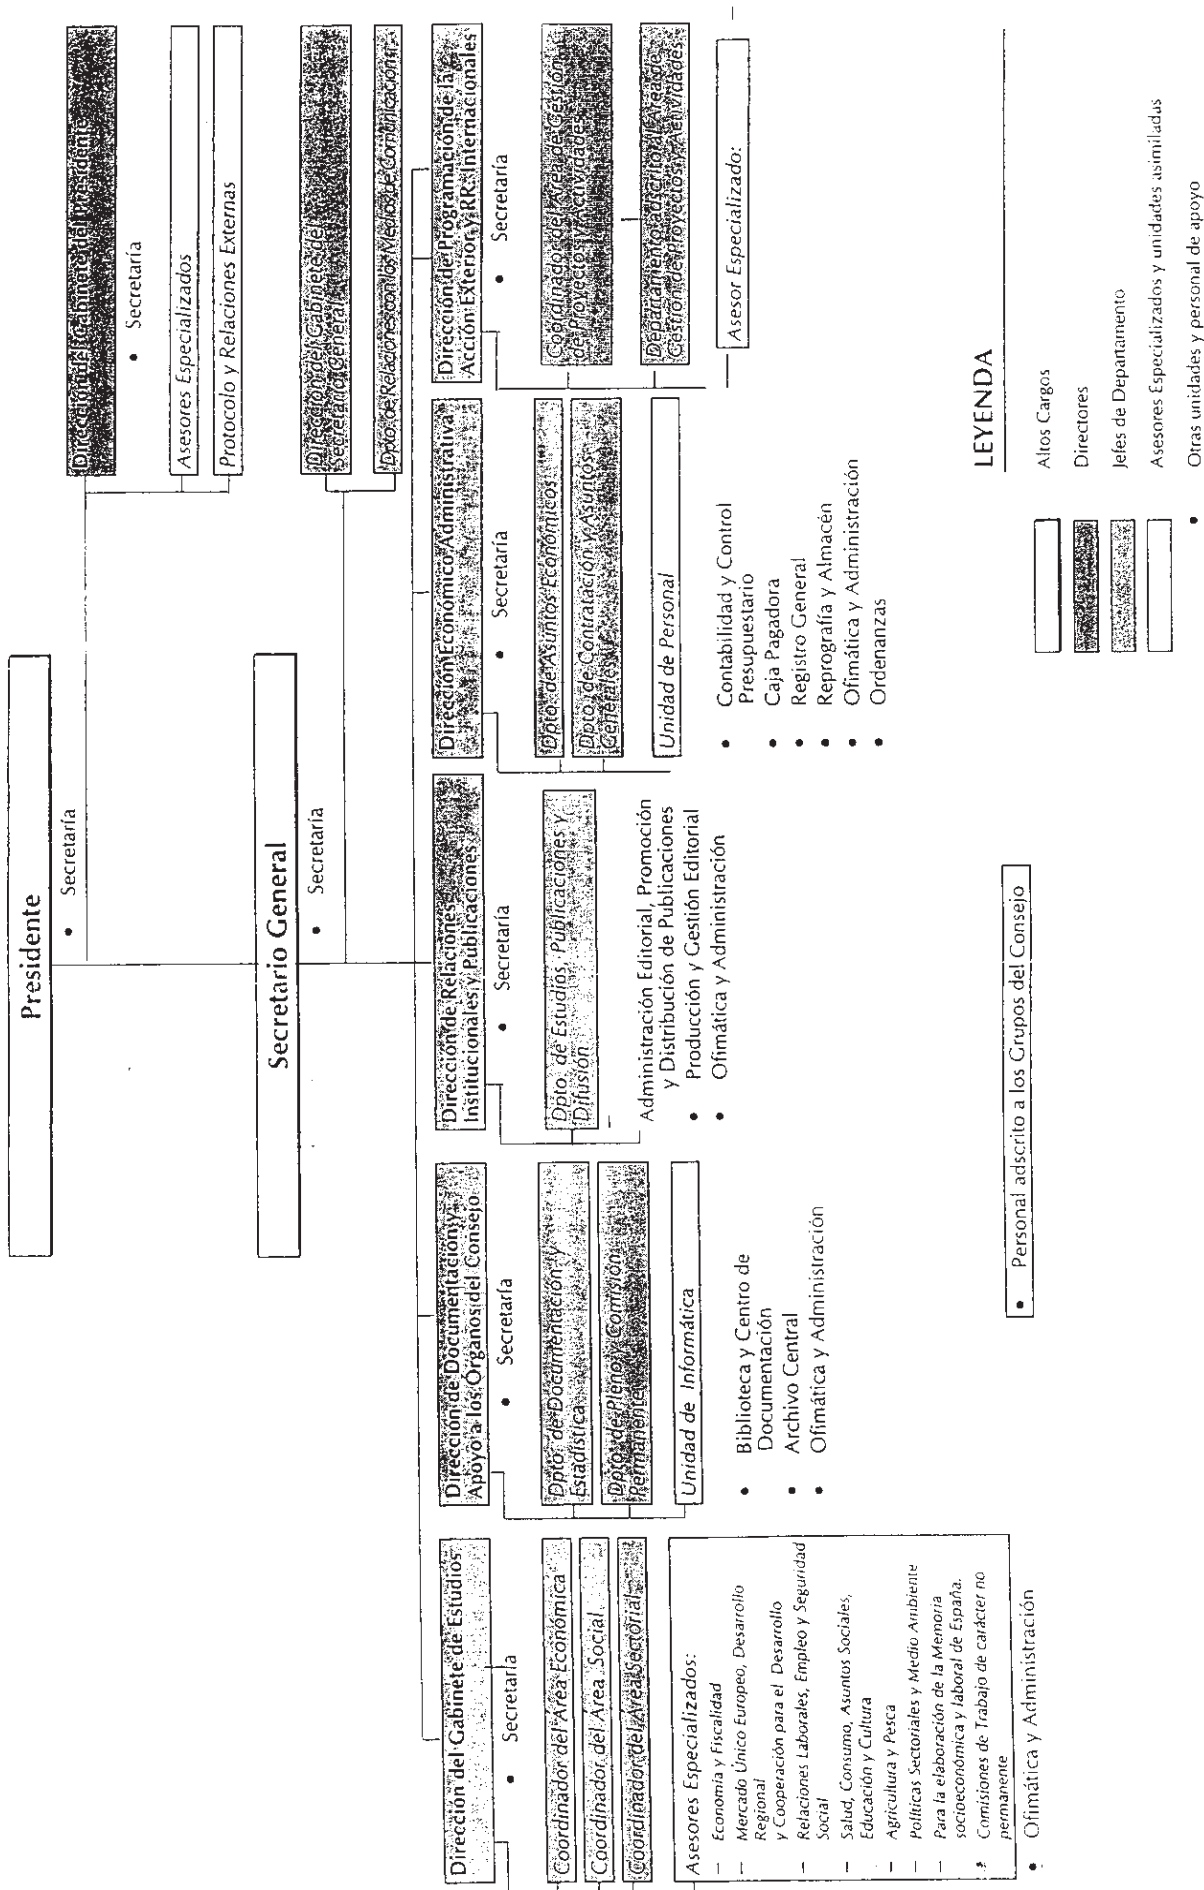 Presidente
• Secretaría
Dirección del Gabinete del Presidente
• Secretaría
Asesores Especializados
Protocolo y Relaciones Externas
Secretario General
• Secretaría
Dirección del Gabinete del
Secretario General
Dpto. de Relaciones con los Medios de Comunicación
Dirección del Gabinete de Estudios
• Secretaría
Coordinador del Área Económica
Coordinador del Área Social
Coordinador del Área Sectorial
Asesores Especializados:
– Economía y Fiscalidad
– Mercado Único Europeo, Desarrollo
Regional
y Cooperación para el Desarrollo
– Relaciones Laborales, Empleo y Seguridad
Social
– Salud, Consumo, Asuntos Sociales,
Educación y Cultura
– Agricultura y Pesca
– Políticas Sectoriales y Medio Ambiente
– Para la elaboración de la Memoria
socioeconómica y laboral de España.
• Comisiones de Trabajo de carácter no
permanente
• Ofimática y Administración
Dirección de Documentación y
Apoyo a los Órganos del Consejo
• Secretaría
Dpto. de Documentación y
Estadística
Dpto. de Pleno y Comisión
Permanente
Unidad de Informática
• Biblioteca y Centro de
Documentación
• Archivo Central
• Ofimática y Administración
Dirección de Relaciones
Institucionales y Publicaciones
• Secretaría
Dpto. de Estudios, Publicaciones y
Difusión
Administración Editorial, Promoción
y Distribución de Publicaciones
• Producción y Gestión Editorial
• Ofimática y Administración
Dirección Económico Administrativa
• Secretaría
Dpto. de Asuntos Económicos
Dpto. de Contratación y Asuntos
Generales
Unidad de Personal
• Contabilidad y Control
Presupuestario
• Caja Pagadora
• Registro General
• Reprografía y Almacén
• Ofimática y Administración
• Ordenanzas
Dirección de Programación de la
Acción Exterior y RR. Internacionales
• Secretaría
Coordinador del Área de Gestión
de Proyectos y Actividades
Departamento adscrito al Área de
Gestión de Proyectos y Actividades
Asesor Especializado:
• Personal adscrito a los Grupos del Consejo
LEYENDA
Altos Cargos
Directores
Jefes de Departamento
Asesores Especializados y unidades asimiladas
• Otras unidades y personal de apoyo